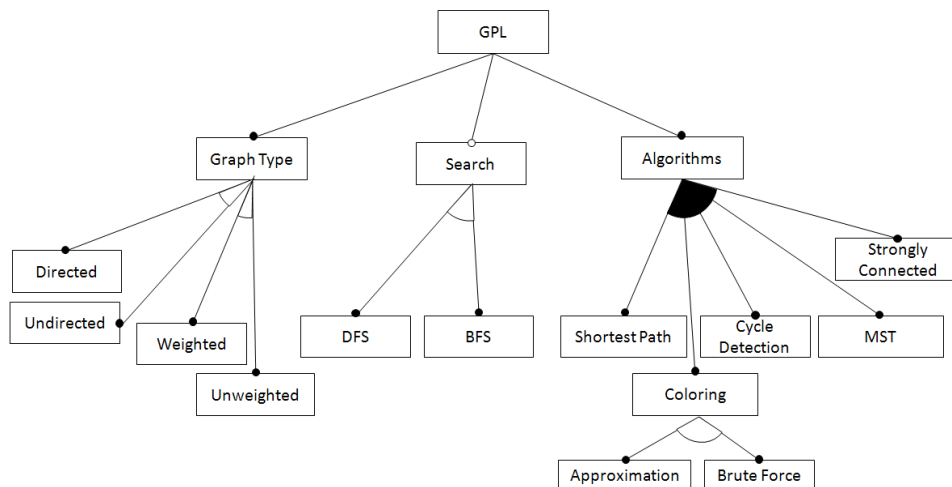 GPL
Graph Type
Search
Algorithms
Directed
Undirected
Weighted
Unweighted
DFS
BFS
Shortest Path
Cycle
Detection
MST
Strongly
Connected
Coloring
Approximation
Brute Force